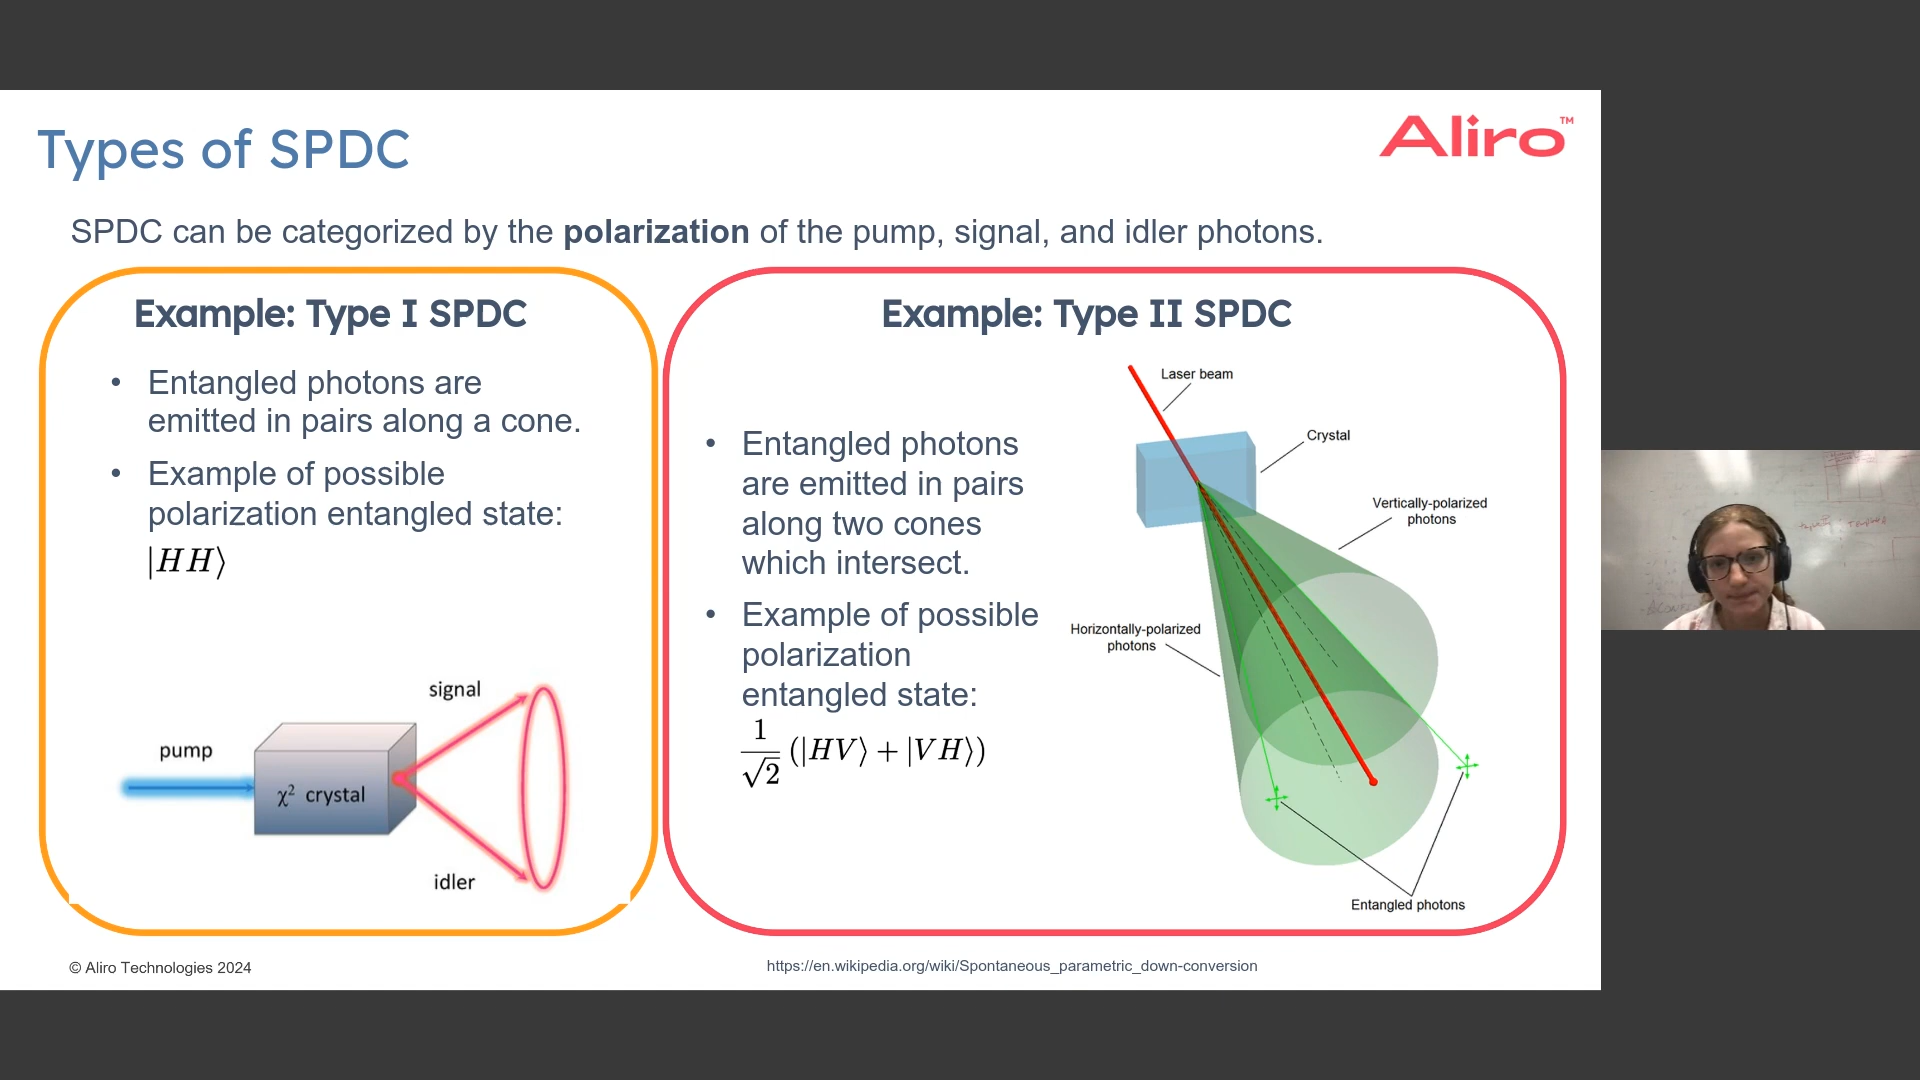 Types of SPDC
Aliro™
SPDC can be categorized by the polarization of the pump, signal, and idler photons.
Example: Type I SPDC
• Entangled photons are
emitted in pairs along a cone.
• Example of possible
polarization entangled state:
|HH⟩
signal
pump
χ² crystal
idler
Example: Type II SPDC
• Entangled photons
are emitted in pairs
along two cones
which intersect.
• Example of possible
polarization
entangled state:
1/√2 (|HV⟩ + |VH⟩)
Laser beam
Crystal
Vertically-polarized
photons
Horizontally-polarized
photons
Entangled photons
© Aliro Technologies 2024
https://en.wikipedia.org/wiki/Spontaneous_parametric_down-conversion